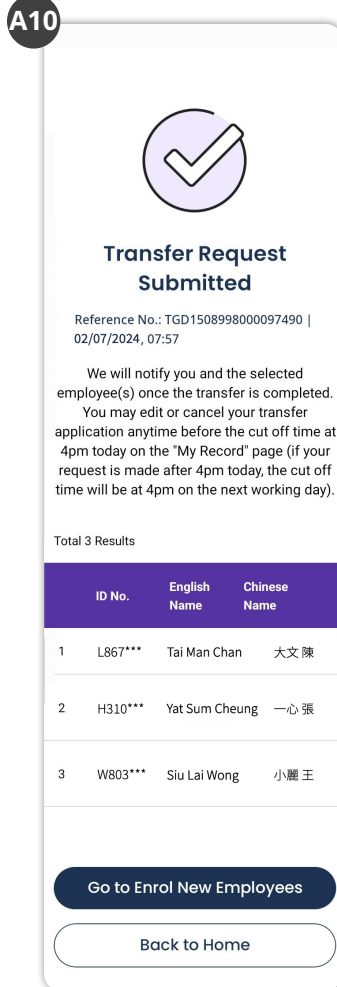 A10
Transfer Request
Submitted
Reference No.: TGD1508998000097490 |
02/07/2024, 07:57
We will notify you and the selected
employee(s) once the transfer is completed.
You may edit or cancel your transfer
application anytime before the cut off time at
4pm today on the "My Record" page (if your
request is made after 4pm today, the cut off
time will be at 4pm on the next working day).
Total 3 Results
ID No. English Name Chinese Name
1 L867*** Tai Man Chan 大文 陳
2 H310*** Yat Sum Cheung 一心 張
3 W803*** Siu Lai Wong 小麗 王
Go to Enrol New Employees
Back to Home